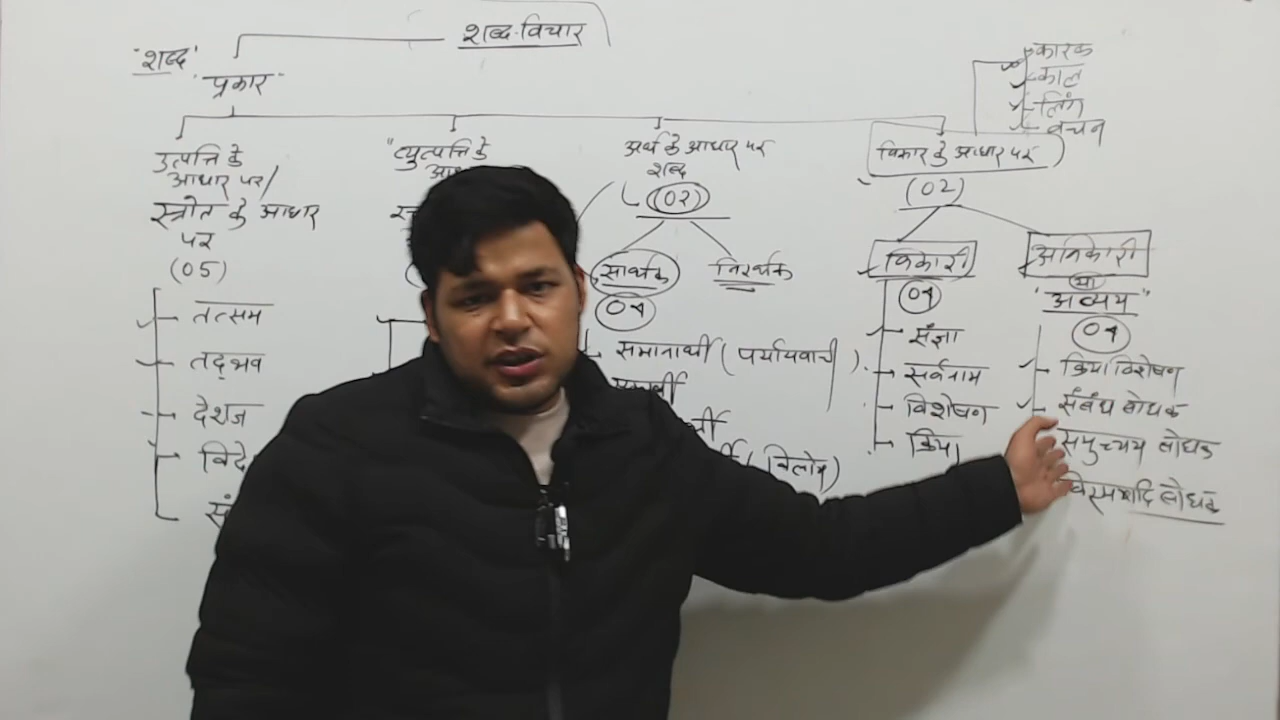 शब्द-विचार
"शब्द"
प्रकार"
कारक
काल
लिंग
वचन
उत्पत्ति के
आधार पर/
स्त्रोत के आधार
पर
(05)
तत्सम
तद्भव
देशज
"व्युत्पत्ति के
अर्थ के आधार पर
शब्द
(02)
सार्थक
निरर्थक
04
समानार्थी (पर्यायवाची)
(विलोम)
विकार के आधार पर
(02)
विकारी
04
संज्ञा
सर्वनाम
विशेषण
क्रिया
अविकारी
या
"अव्यय"
04
क्रिया विशेषण
संबंध बोधक
समुच्चय बोधक
विस्मयादि बोधक